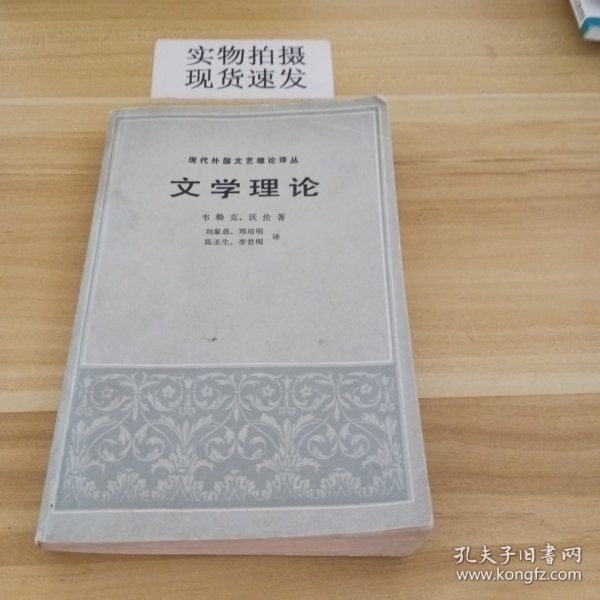 实物拍摄
现货速发
现代外国文艺理论译丛
文学理论
韦勒克、沃伦著
刘象愚、邢培明
陈圣生、李哲明 译
孔夫子旧书网
www.kongfz.com